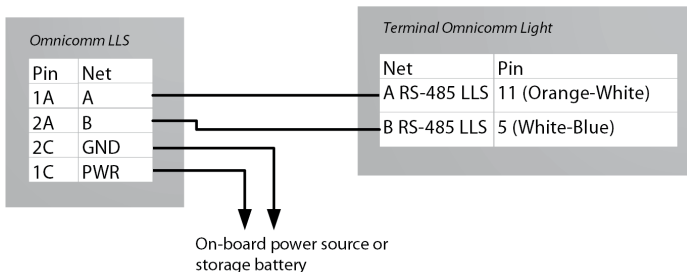 Omnicomm LLS
Pin Net
1A A
2A B
2C GND
1C PWR
Terminal Omnicomm Light
Net Pin
A RS-485 LLS 11 (Orange-White)
B RS-485 LLS 5 (White-Blue)
On-board power source or
storage battery